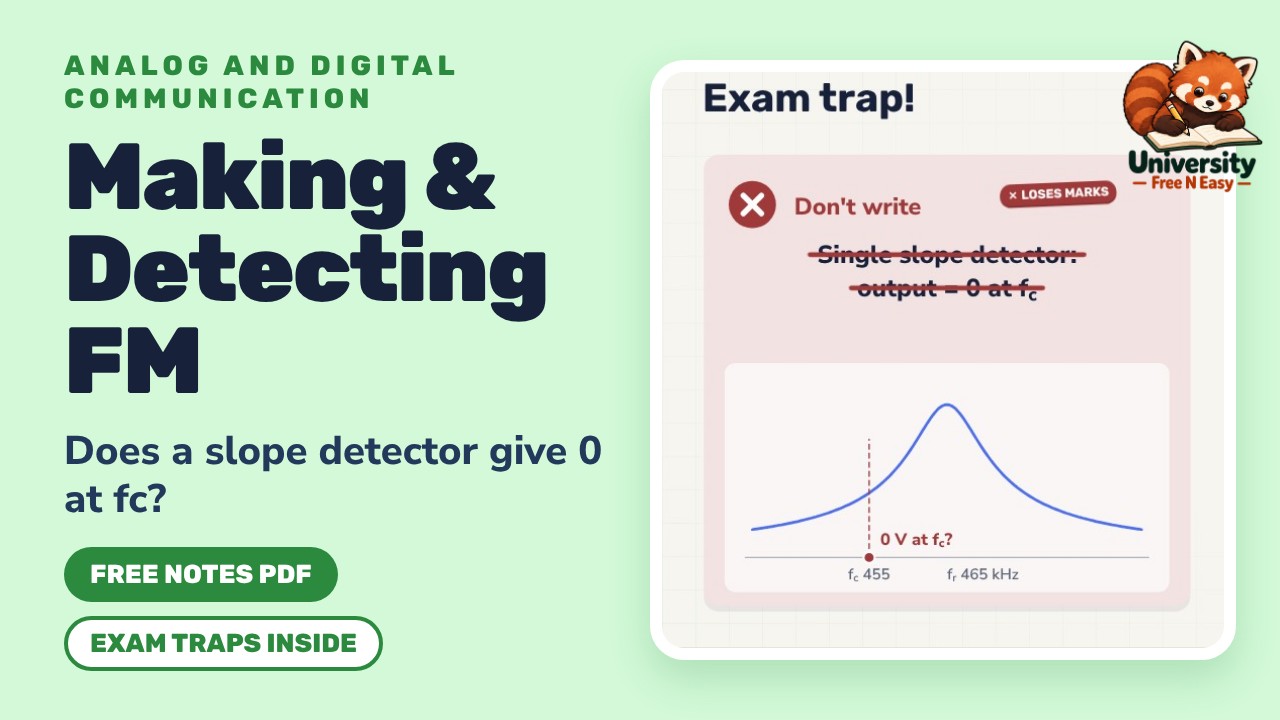 ANALOG AND DIGITAL
COMMUNICATION
Making &
Detecting
FM
Does a slope detector give 0
at fc?
FREE NOTES PDF
EXAM TRAPS INSIDE
Exam trap!
Don't write
× LOSES MARKS
Single slope detector:
output = 0 at fc
0 V at fc?
fc 455
fr 465 kHz
University
Free N Easy